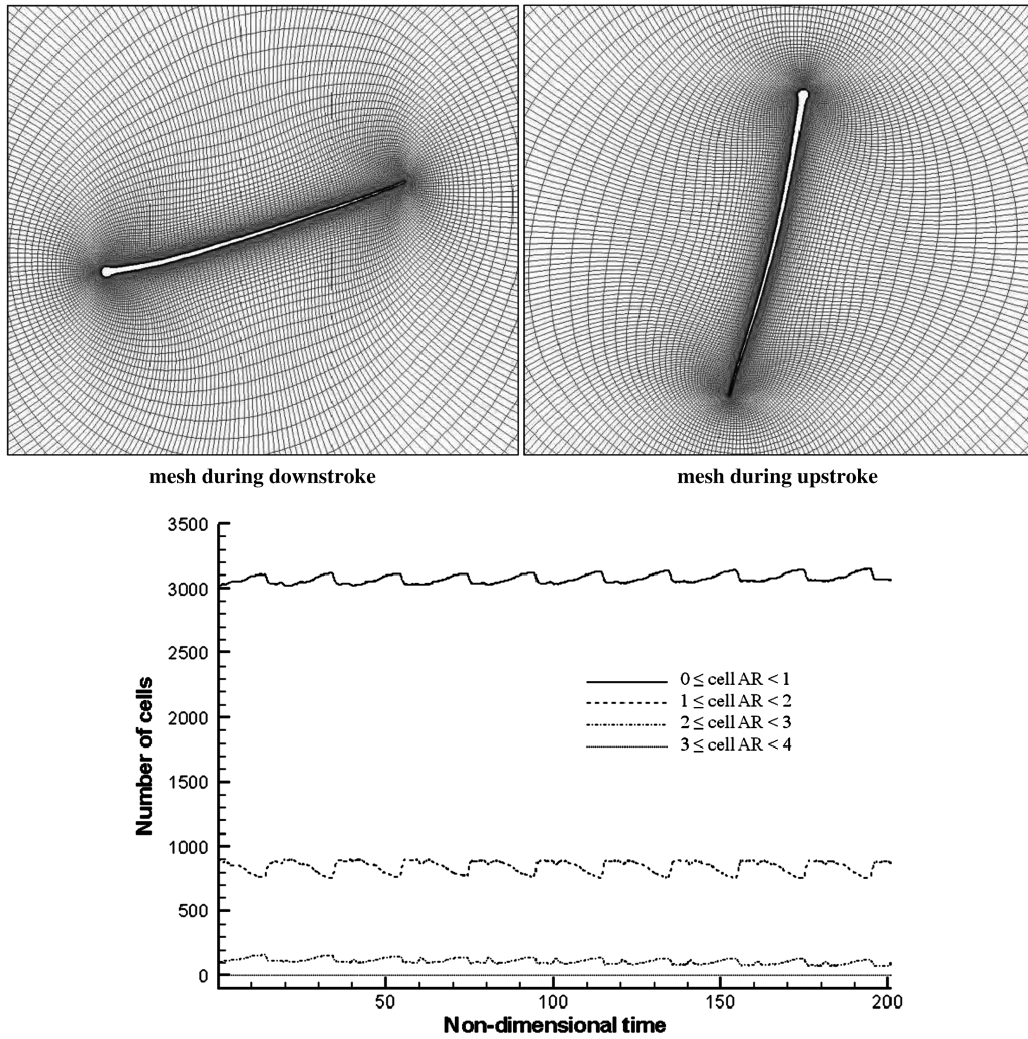 mesh during downstroke
mesh during upstroke
3500
3000
2500
2000
1500
1000
500
0
Number of cells
0 ≤ cell AR < 1
1 ≤ cell AR < 2
2 ≤ cell AR < 3
3 ≤ cell AR < 4
50
100
150
200
Non-dimensional time